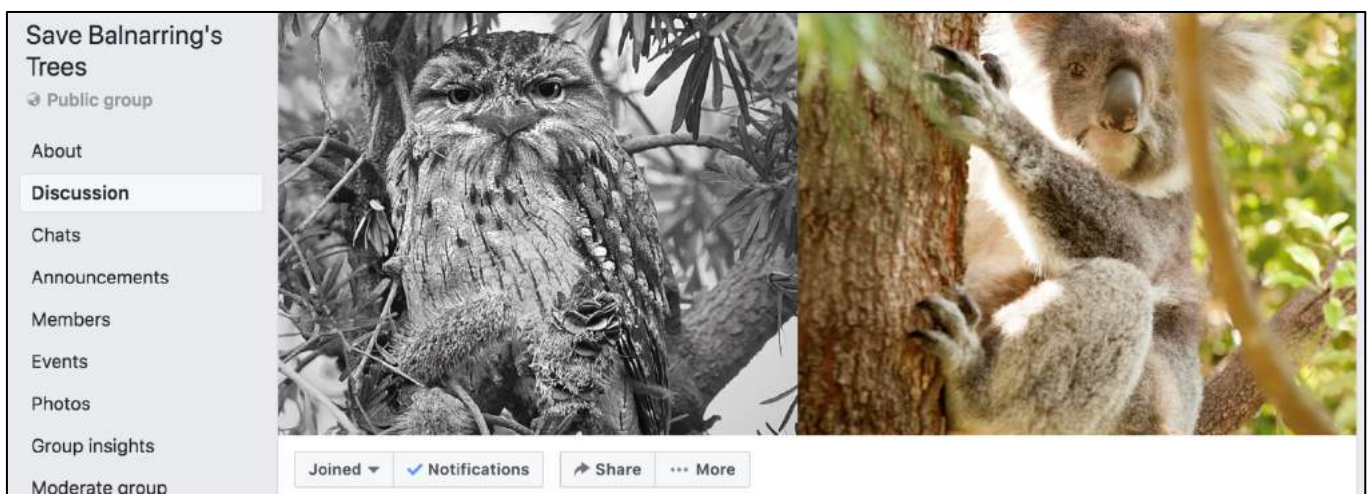 Save Balnarring's
Trees
Public group
About
Discussion
Chats
Announcements
Members
Events
Photos
Group insights
Moderate group
Joined
Notifications
Share
More